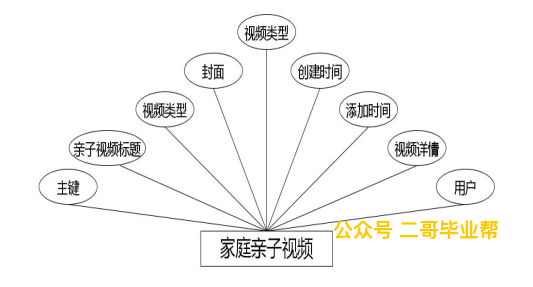 视频类型
封面
创建时间
视频类型
添加时间
亲子视频标题
视频详情
主键
用户
公众号 二哥毕业帮
家庭亲子视频